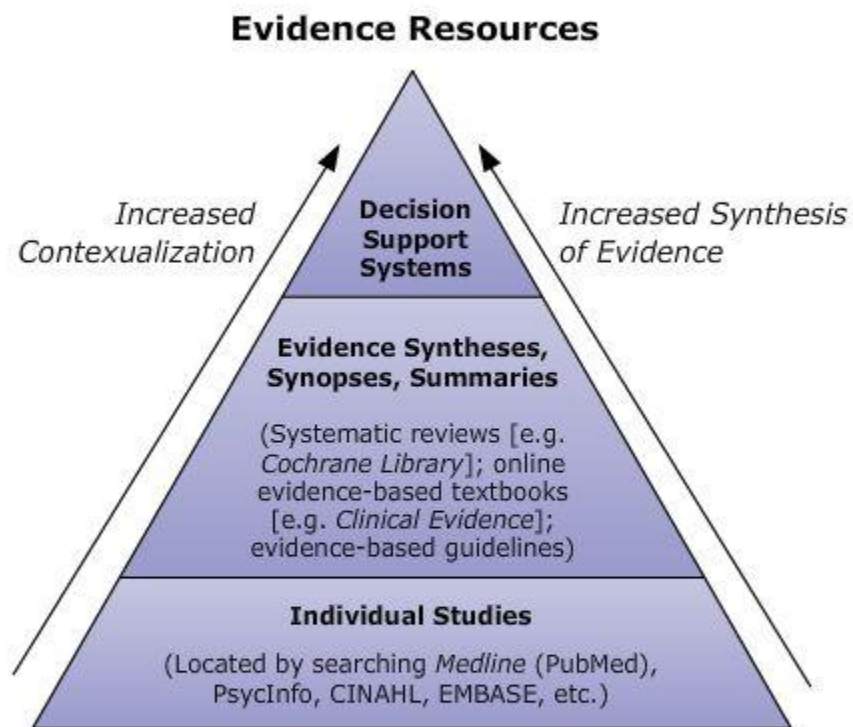 Evidence Resources
Increased
Contexualization
Increased Synthesis
of Evidence
Decision
Support
Systems
Evidence Syntheses,
Synopses, Summaries
(Systematic reviews [e.g.
Cochrane Library]; online
evidence-based textbooks
[e.g. Clinical Evidence];
evidence-based guidelines)
Individual Studies
(Located by searching Medline (PubMed),
PsycInfo, CINAHL, EMBASE, etc.)